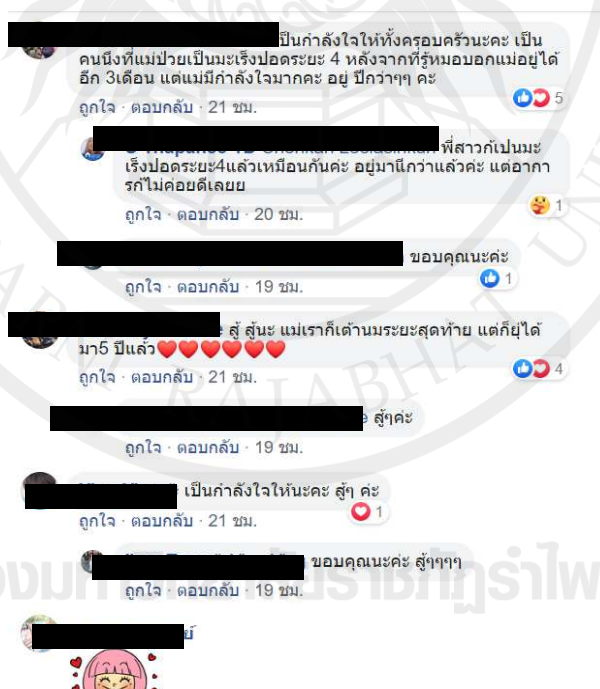 เป็นกำลังใจให้ทั้งครอบครัวนะคะ เป็น
คนนึงที่แม่ป่วยเป็นมะเร็งปอดระยะ 4 หลังจากที่รู้หมอบอกแม่อยู่ได้
อีก 3เดือน แต่แม่มีกำลังใจมากคะ อยู่ ปีกว่าๆๆ คะ
ถูกใจ · ตอบกลับ · 21 ชม.
5
พี่สาวก้เปนมะ
เร็งปอดระยะ4แล้วเหมือนกันค่ะ อยู่มาปีกว่าแล้วค่ะ แต่อากา
รก้ไม่ค่อยดีเลยย
ถูกใจ · ตอบกลับ · 20 ชม.
1
ขอบคุณนะค่ะ
ถูกใจ · ตอบกลับ · 19 ชม.
1
สู้ สู้นะ แม่เราก็เต้านมระยะสุดท้าย แต่ก็ยุ่ได้
มา5 ปีแล้ว❤️❤️❤️❤️❤️❤️
ถูกใจ · ตอบกลับ · 21 ชม.
4
สู้ๆค่ะ
ถูกใจ · ตอบกลับ · 19 ชม.
เป็นกำลังใจให้นะคะ สู้ๆ ค่ะ
ถูกใจ · ตอบกลับ · 21 ชม.
1
ขอบคุณนะค่ะ สู้ๆๆๆๆ
ถูกใจ · ตอบกลับ · 19 ชม.
RAJABHAT